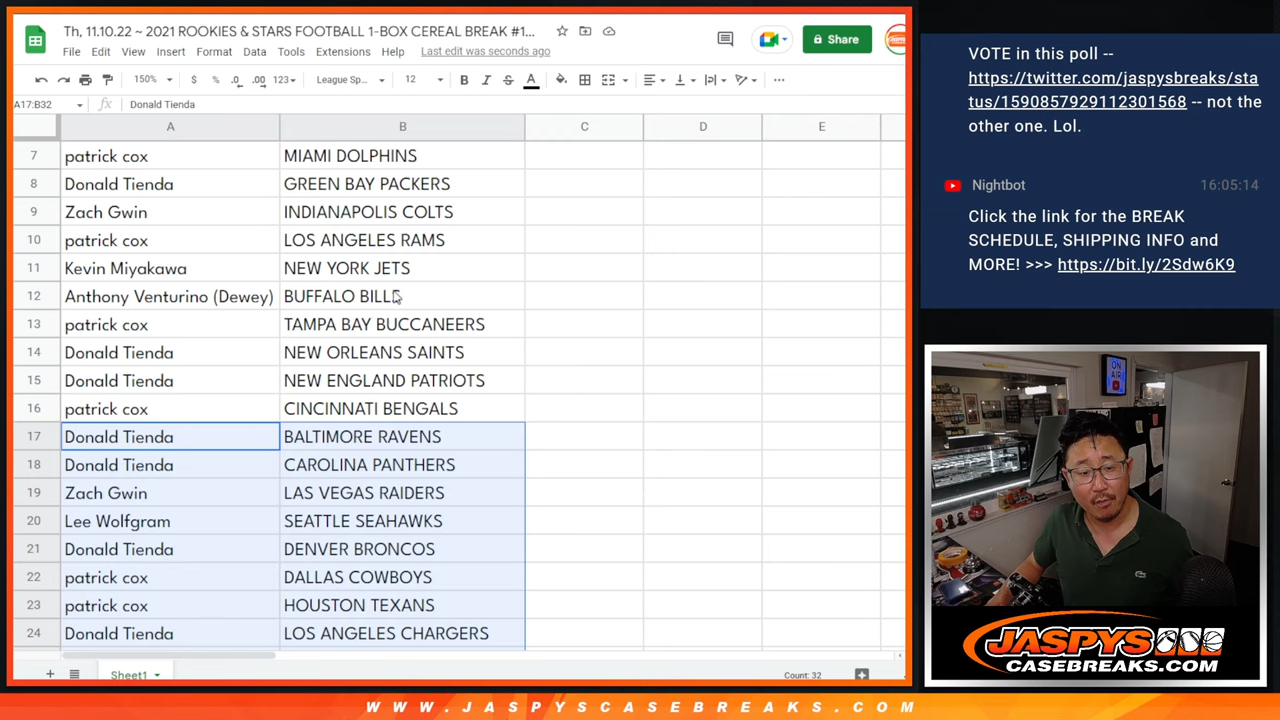 Th, 11.10.22 ~ 2021 ROOKIES & STARS FOOTBALL 1-BOX CEREAL BREAK #1...
File Edit View Insert Format Data Tools Extensions Help Last edit was seconds ago
Share
150% $ % .0 .00 123 League Sp... 12 B I S A
A17:B32 fx Donald Tienda
A B C D E
7 patrick cox MIAMI DOLPHINS
8 Donald Tienda GREEN BAY PACKERS
9 Zach Gwin INDIANAPOLIS COLTS
10 patrick cox LOS ANGELES RAMS
11 Kevin Miyakawa NEW YORK JETS
12 Anthony Venturino (Dewey) BUFFALO BILLS
13 patrick cox TAMPA BAY BUCCANEERS
14 Donald Tienda NEW ORLEANS SAINTS
15 Donald Tienda NEW ENGLAND PATRIOTS
16 patrick cox CINCINNATI BENGALS
17 Donald Tienda BALTIMORE RAVENS
18 Donald Tienda CAROLINA PANTHERS
19 Zach Gwin LAS VEGAS RAIDERS
20 Lee Wolfgram SEATTLE SEAHAWKS
21 Donald Tienda DENVER BRONCOS
22 patrick cox DALLAS COWBOYS
23 patrick cox HOUSTON TEXANS
24 Donald Tienda LOS ANGELES CHARGERS
Sheet1 Count: 32
VOTE in this poll --
https://twitter.com/jaspysbreaks/sta
tus/1590857929112301568 -- not the
other one. Lol.
Nightbot 16:05:14
Click the link for the BREAK
SCHEDULE, SHIPPING INFO and
MORE! >>> https://bit.ly/2Sdw6K9
ON
AIR
JASPYS
CASEBREAKS.COM
WWW.JASPYSCASEBREAKS.COM